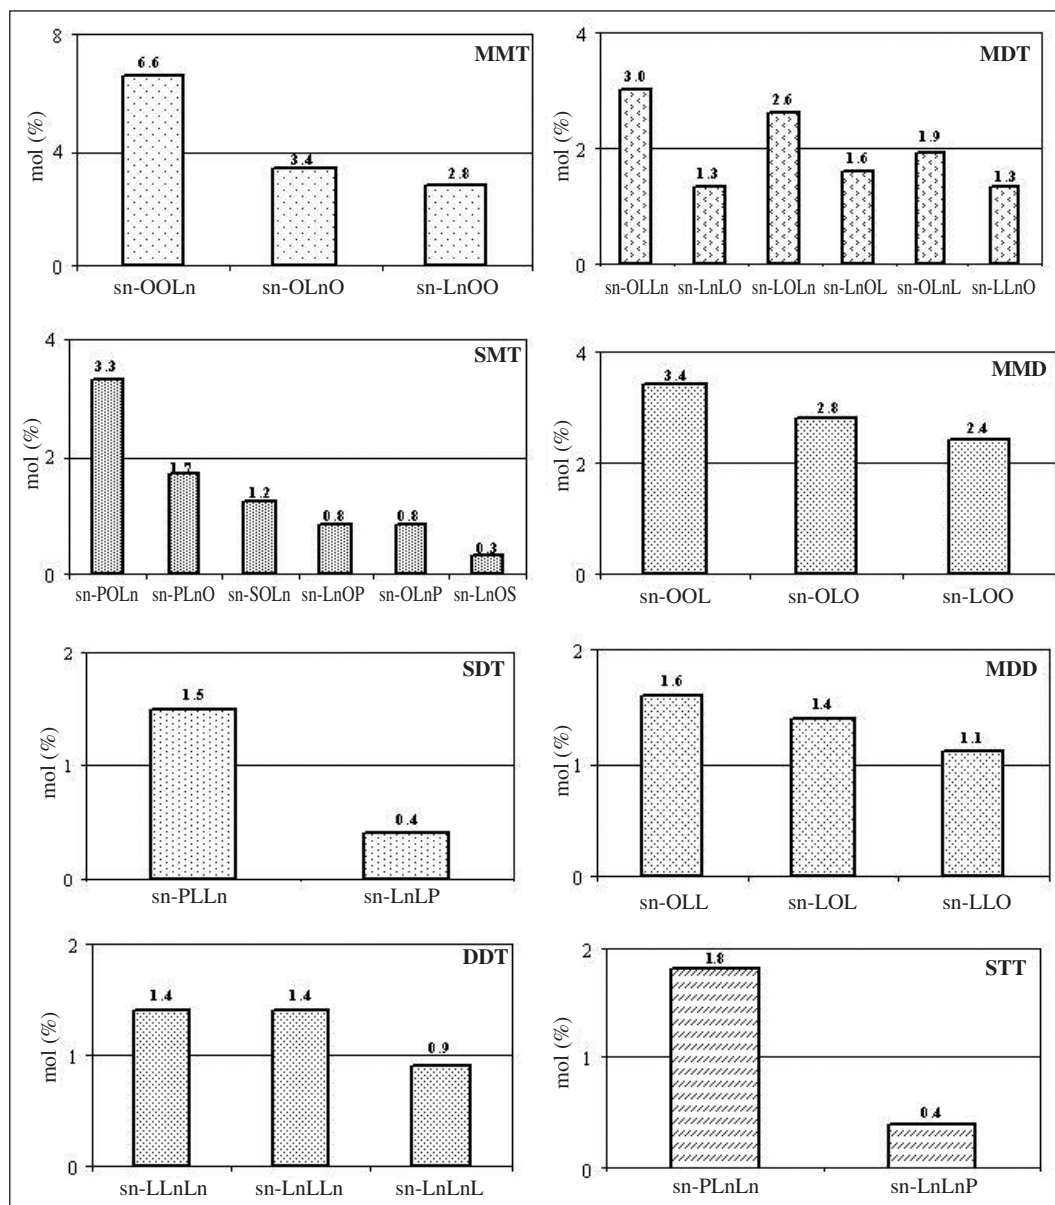 MMT
mol (%)
8
4
0
6.6
3.4
2.8
sn-OOLn sn-OLnO sn-LnOO
MDT
mol (%)
4
2
0
3.0
1.3
2.6
1.6
1.9
1.3
sn-OLLn sn-LnLO sn-LOLn sn-LnOL sn-OLnL sn-LLnO
SMT
mol (%)
4
2
0
3.3
1.7
1.2
0.8
0.8
0.3
sn-POLn sn-PLnO sn-SOLn sn-LnOP sn-OLnP sn-LnOS
MMD
mol (%)
4
2
0
3.4
2.8
2.4
sn-OOL sn-OLO sn-LOO
SDT
mol (%)
2
1
0
1.5
0.4
sn-PLLn sn-LnLP
MDD
mol (%)
2
1
0
1.6
1.4
1.1
sn-OLL sn-LOL sn-LLO
DDT
mol (%)
2
1
0
1.4
1.4
0.9
sn-LLnLn sn-LnLLn sn-LnLnL
STT
mol (%)
2
1
0
1.8
0.4
sn-PLnLn sn-LnLnP